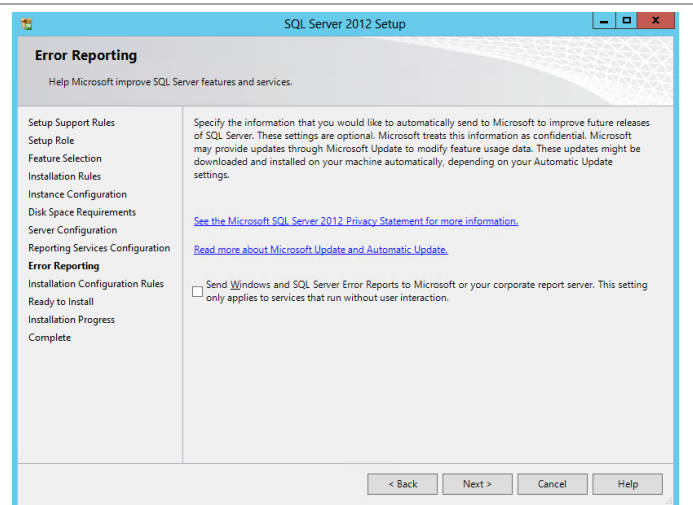 SQL Server 2012 Setup
Error Reporting
Help Microsoft improve SQL Server features and services.
Setup Support Rules
Setup Role
Feature Selection
Installation Rules
Instance Configuration
Disk Space Requirements
Server Configuration
Reporting Services Configuration
Error Reporting
Installation Configuration Rules
Ready to Install
Installation Progress
Complete
Specify the information that you would like to automatically send to Microsoft to improve future releases
of SQL Server. These settings are optional. Microsoft treats this information as confidential. Microsoft
may provide updates through Microsoft Update to modify feature usage data. These updates might be
downloaded and installed on your machine automatically, depending on your Automatic Update
settings.
See the Microsoft SQL Server 2012 Privacy Statement for more information.
Read more about Microsoft Update and Automatic Update.
Send Windows and SQL Server Error Reports to Microsoft or your corporate report server. This setting
only applies to services that run without user interaction.
< Back
Next >
Cancel
Help